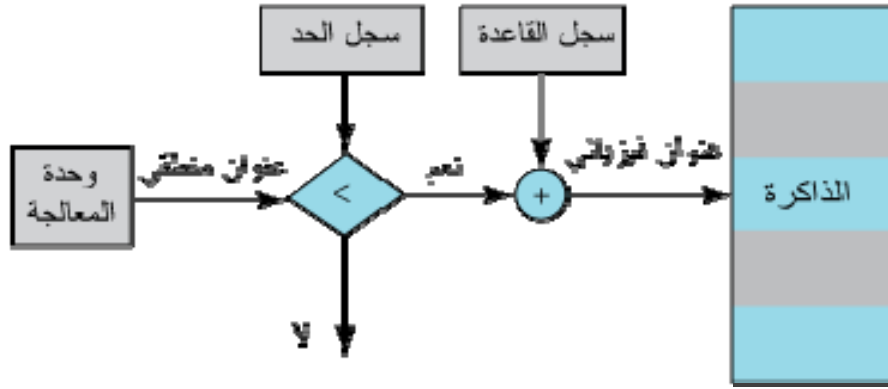 سجل الحد
سجل القاعدة
وحدة
المعالجة
عنوان منطقي
<
نعم
+
عنوان فيزيائي
الذاكرة
لا